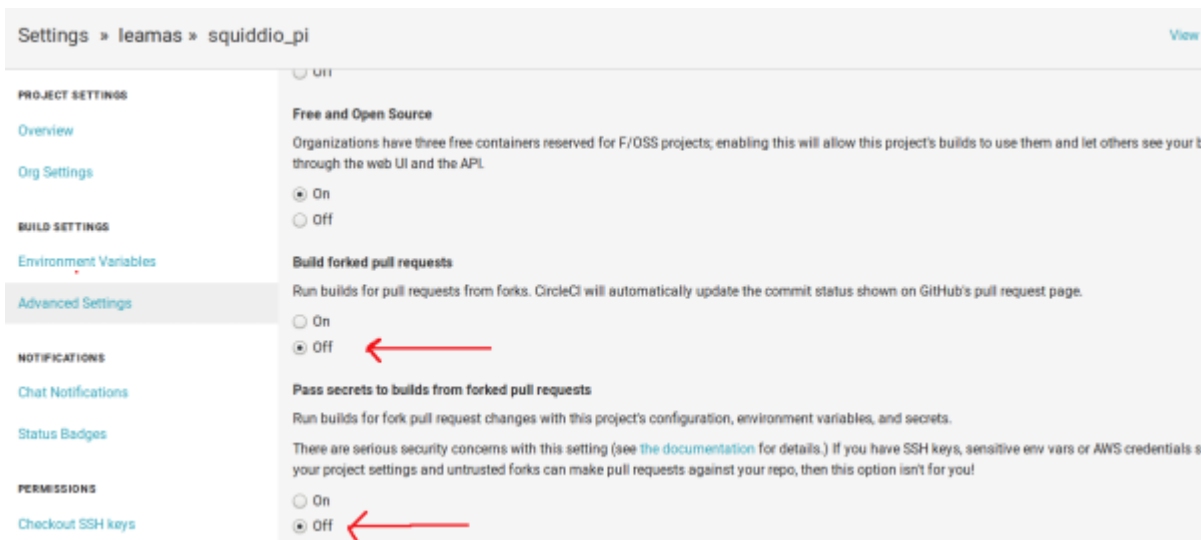 Settings » leamas » squiddio_pi
View
PROJECT SETTINGS
Overview
Org Settings
BUILD SETTINGS
Environment Variables
Advanced Settings
NOTIFICATIONS
Chat Notifications
Status Badges
PERMISSIONS
Checkout SSH keys
Off
Free and Open Source
Organizations have three free containers reserved for F/OSS projects; enabling this will allow this project's builds to use them and let others see your
through the web UI and the API.
On
Off
Build forked pull requests
Run builds for pull requests from forks. CircleCI will automatically update the commit status shown on GitHub's pull request page.
On
Off
Pass secrets to builds from forked pull requests
Run builds for fork pull request changes with this project's configuration, environment variables, and secrets.
There are serious security concerns with this setting (see the documentation for details.) If you have SSH keys, sensitive env vars or AWS credentials
your project settings and untrusted forks can make pull requests against your repo, then this option isn't for you!
On
Off